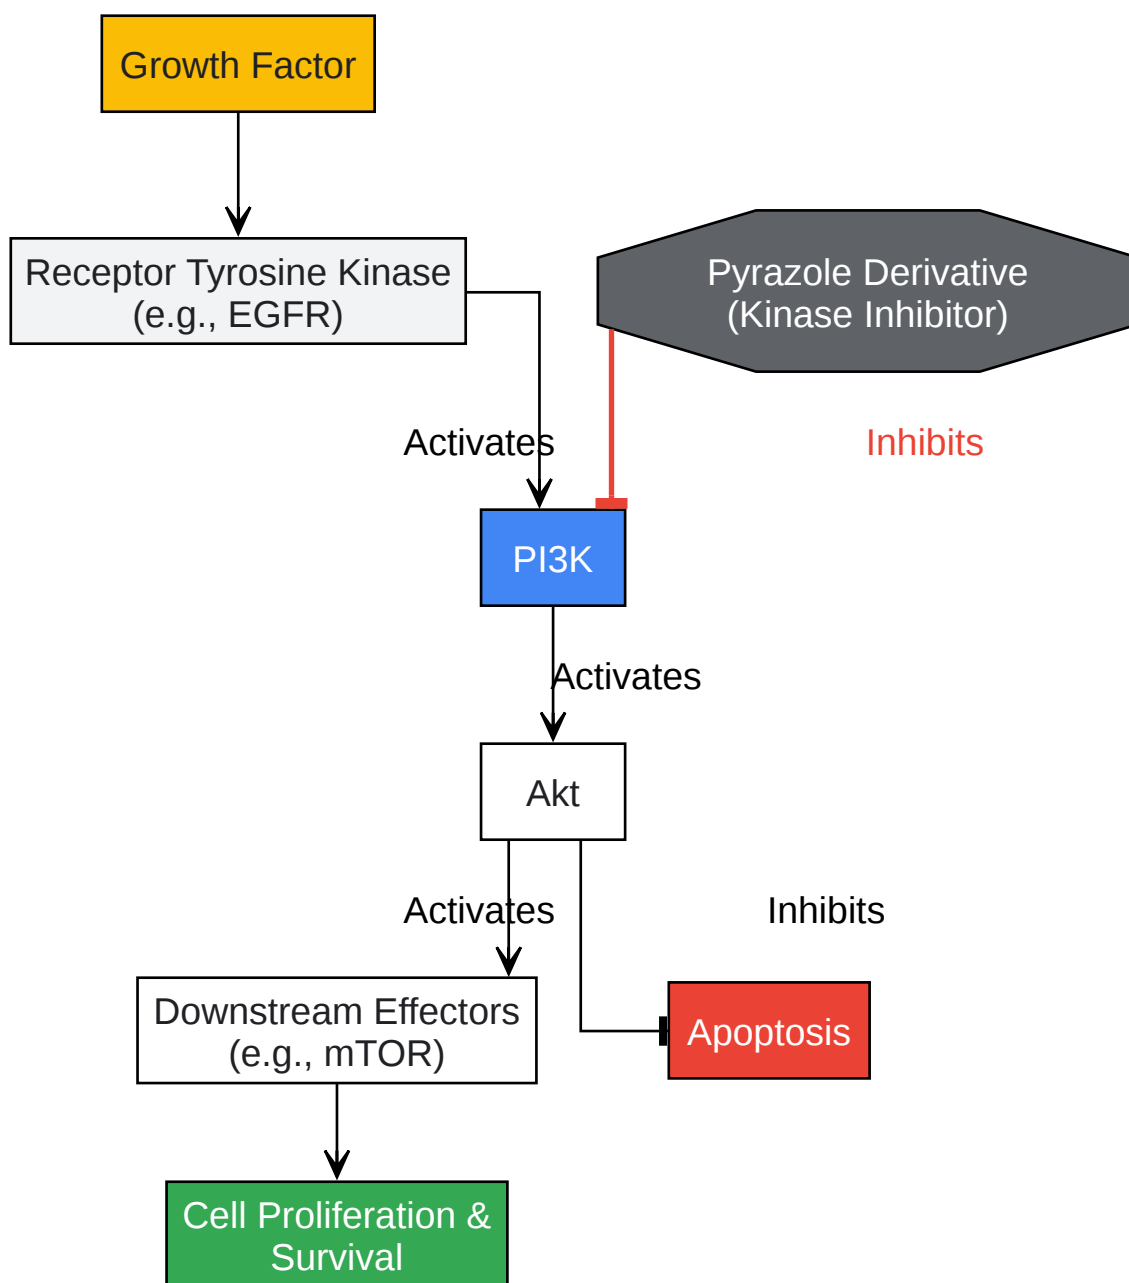 Growth Factor
Receptor Tyrosine Kinase
(e.g., EGFR)
Pyrazole Derivative
(Kinase Inhibitor)
Activates
Inhibits
PI3K
Activates
Akt
Activates
Inhibits
Downstream Effectors
(e.g., mTOR)
Apoptosis
Cell Proliferation &
Survival